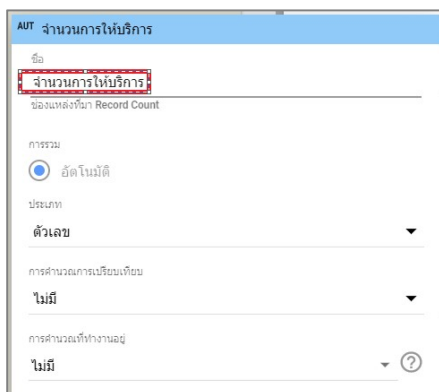 AUT จำนวนการให้บริการ
ชื่อ
จำนวนการให้บริการ
ช่องแหล่งที่มา Record Count
การรวม
อัตโนมัติ
ประเภท
ตัวเลข
การคำนวณการเปรียบเทียบ
ไม่มี
การคำนวณที่ทำงานอยู่
ไม่มี